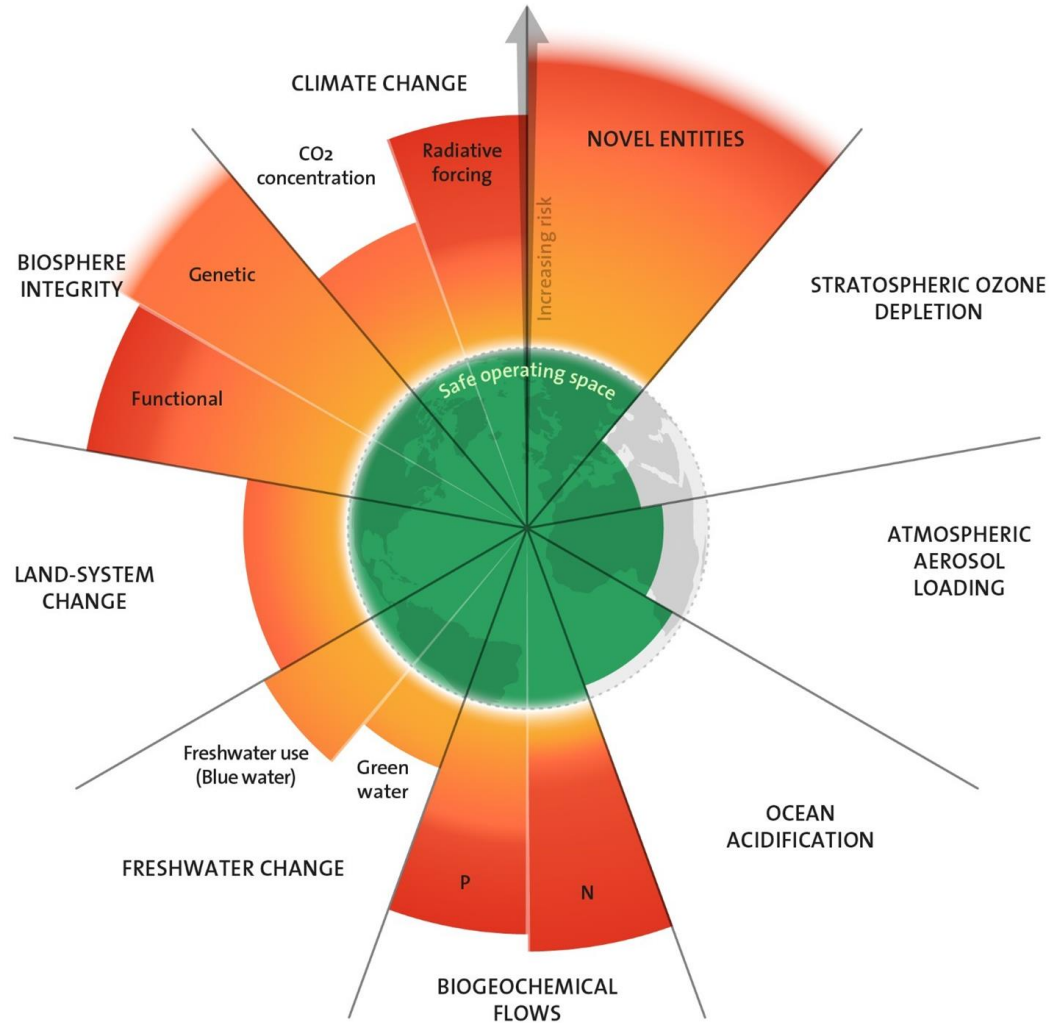 CLIMATE CHANGE
CO2
concentration
Radiative
forcing
NOVEL ENTITIES
Increasing risk
STRATOSPHERIC OZONE
DEPLETION
BIOSPHERE
INTEGRITY
Genetic
Functional
Safe operating space
ATMOSPHERIC
AEROSOL
LOADING
LAND-SYSTEM
CHANGE
Freshwater use
(Blue water)
Green
water
FRESHWATER CHANGE
OCEAN
ACIDIFICATION
P
N
BIOGEOCHEMICAL
FLOWS